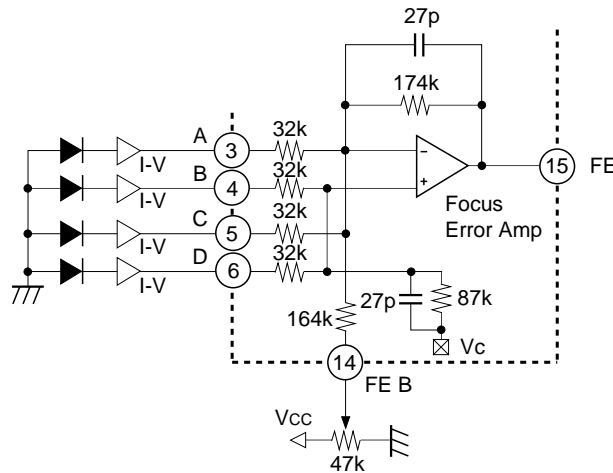 27p
174k
A
3
32k
I-V
B
4
32k
I-V
C
5
32k
I-V
D
6
32k
I-V
−
+
Focus
Error Amp
15
FE
164k
27p
87k
Vc
14
FE B
VCC
47k